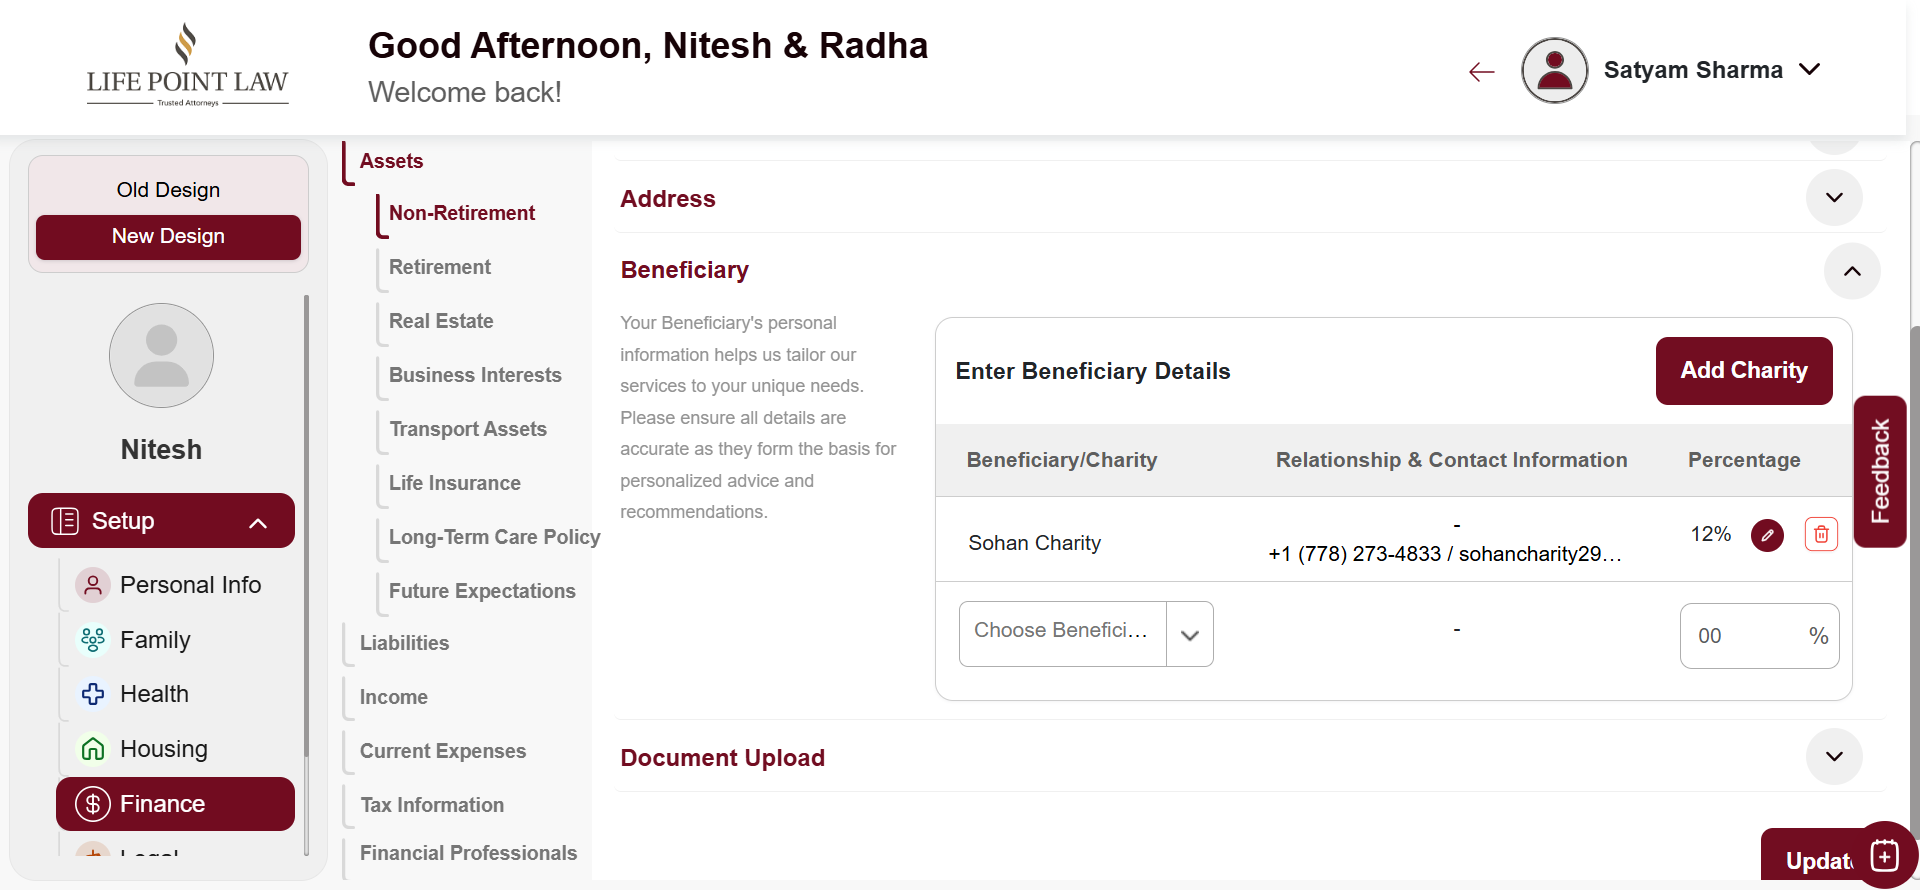 LIFE POINT LAW
Trusted Attorneys
Good Afternoon, Nitesh & Radha
Welcome back!
Satyam Sharma
Old Design
New Design
Nitesh
Setup
Personal Info
Family
Health
Housing
Finance
Assets
Non-Retirement
Retirement
Real Estate
Business Interests
Transport Assets
Life Insurance
Long-Term Care Policy
Future Expectations
Liabilities
Income
Current Expenses
Tax Information
Financial Professionals
Address
Beneficiary
Your Beneficiary's personal
information helps us tailor our
services to your unique needs.
Please ensure all details are
accurate as they form the basis for
personalized advice and
recommendations.
Enter Beneficiary Details
Add Charity
Beneficiary/Charity Relationship & Contact Information Percentage
Sohan Charity
-
+1 (778) 273-4833 / sohancharity29…
12%
Choose Benefici…
-
00 %
Document Upload
Feedback